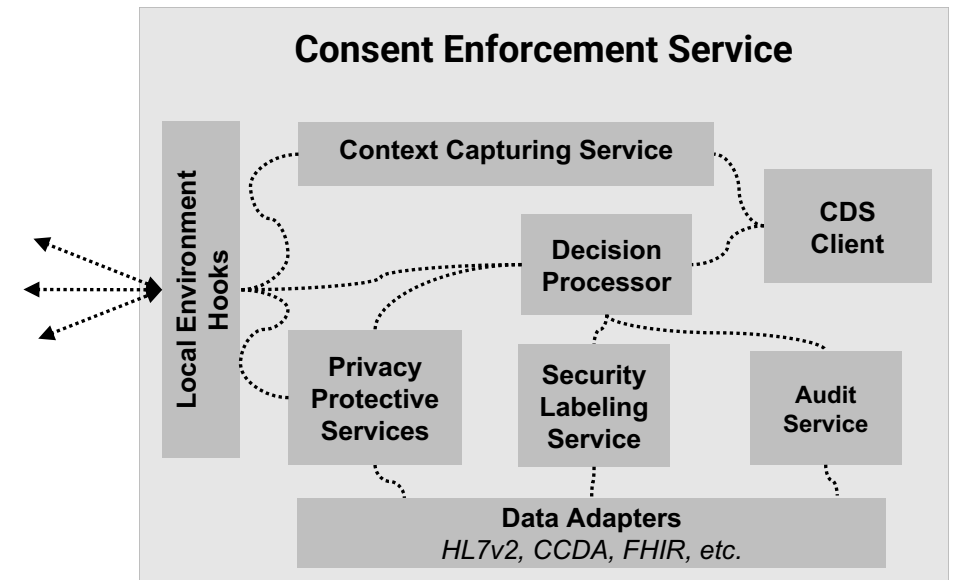 Consent Enforcement Service
Local Environment
Hooks
Context Capturing Service
CDS
Client
Decision
Processor
Privacy
Protective
Services
Security
Labeling
Service
Audit
Service
Data Adapters
HL7v2, CCDA, FHIR, etc.